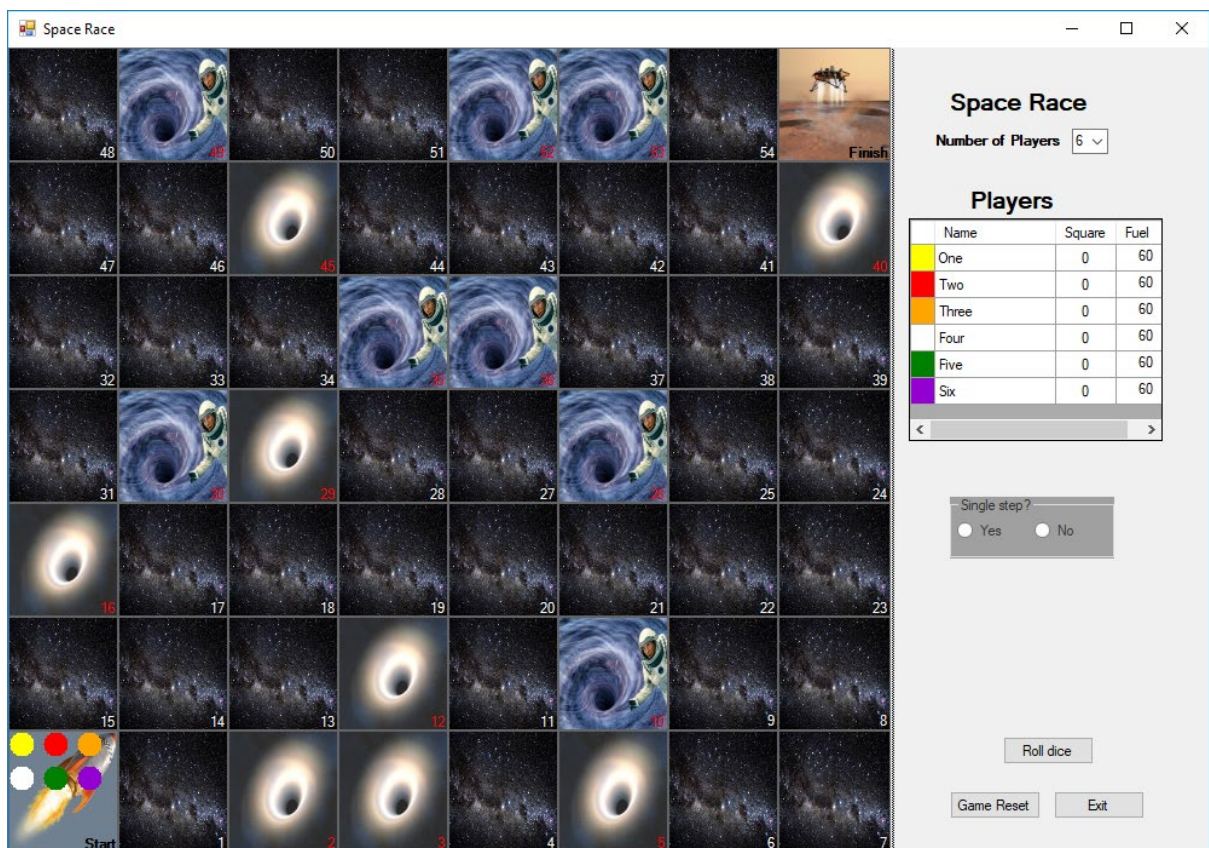 Space Race
48 49 50 51 52 53 54 Finish
47 46 45 44 43 42 41 40
32 33 34 35 36 37 38 39
31 30 29 28 27 26 25 24
16 17 18 19 20 21 22 23
15 14 13 12 11 10 9 8
Start 1 2 3 4 5 6 7
Space Race
Number of Players 6
Players
Name Square Fuel
One 0 60
Two 0 60
Three 0 60
Four 0 60
Five 0 60
Six 0 60
Single step?
Yes No
Roll dice
Game Reset Exit